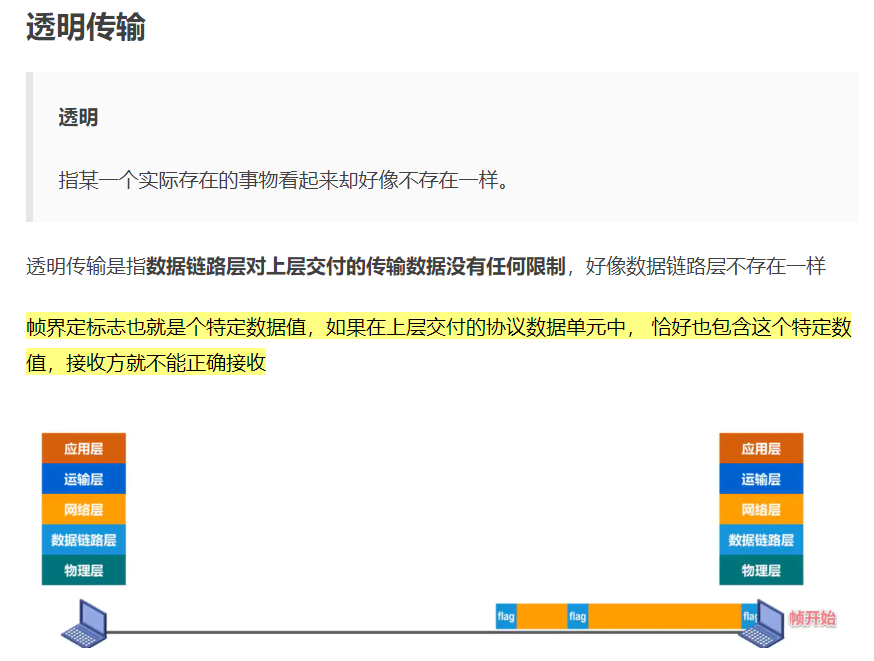 透明传输
透明
指某一个实际存在的事物看起来却好像不存在一样。
透明传输是指数据链路层对上层交付的传输数据没有任何限制，好像数据链路层不存在一样
帧界定标志也就是个特定数据值，如果在上层交付的协议数据单元中， 恰好也包含这个特定数
值，接收方就不能正确接收
应用层
运输层
网络层
数据链路层
物理层
应用层
运输层
网络层
数据链路层
物理层
flag
flag
flag
帧开始